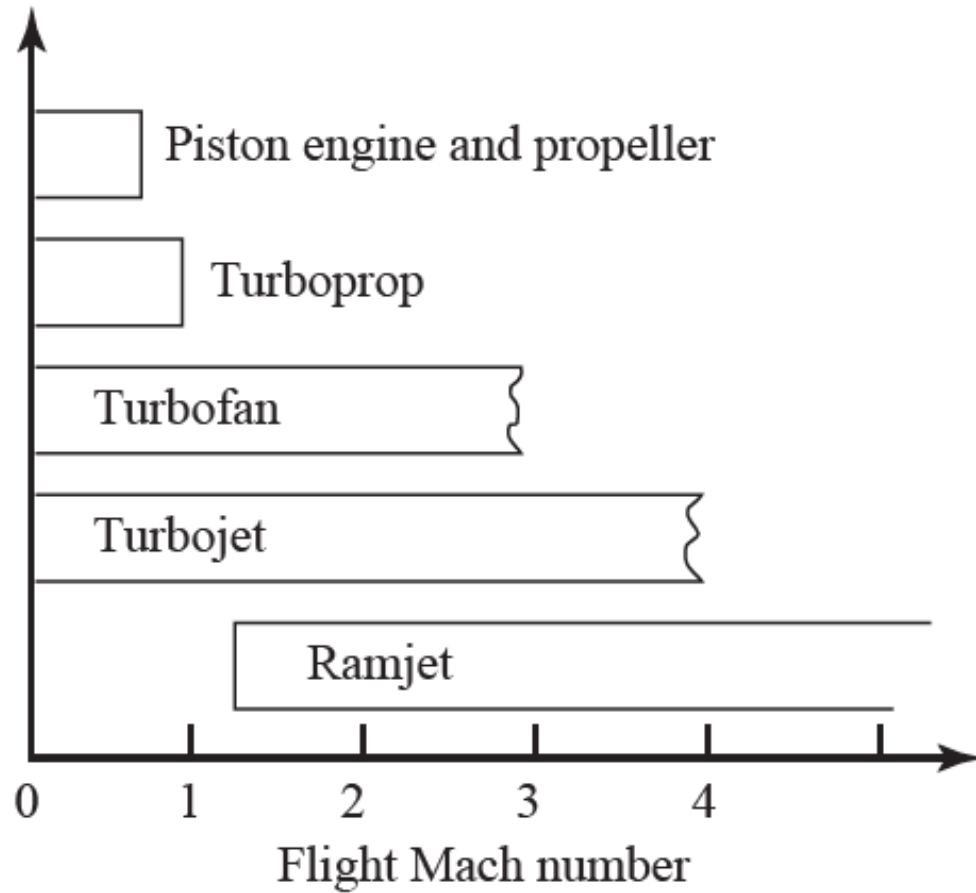 Piston engine and propeller
Turboprop
Turbofan
Turbojet
Ramjet
0 1 2 3 4
Flight Mach number